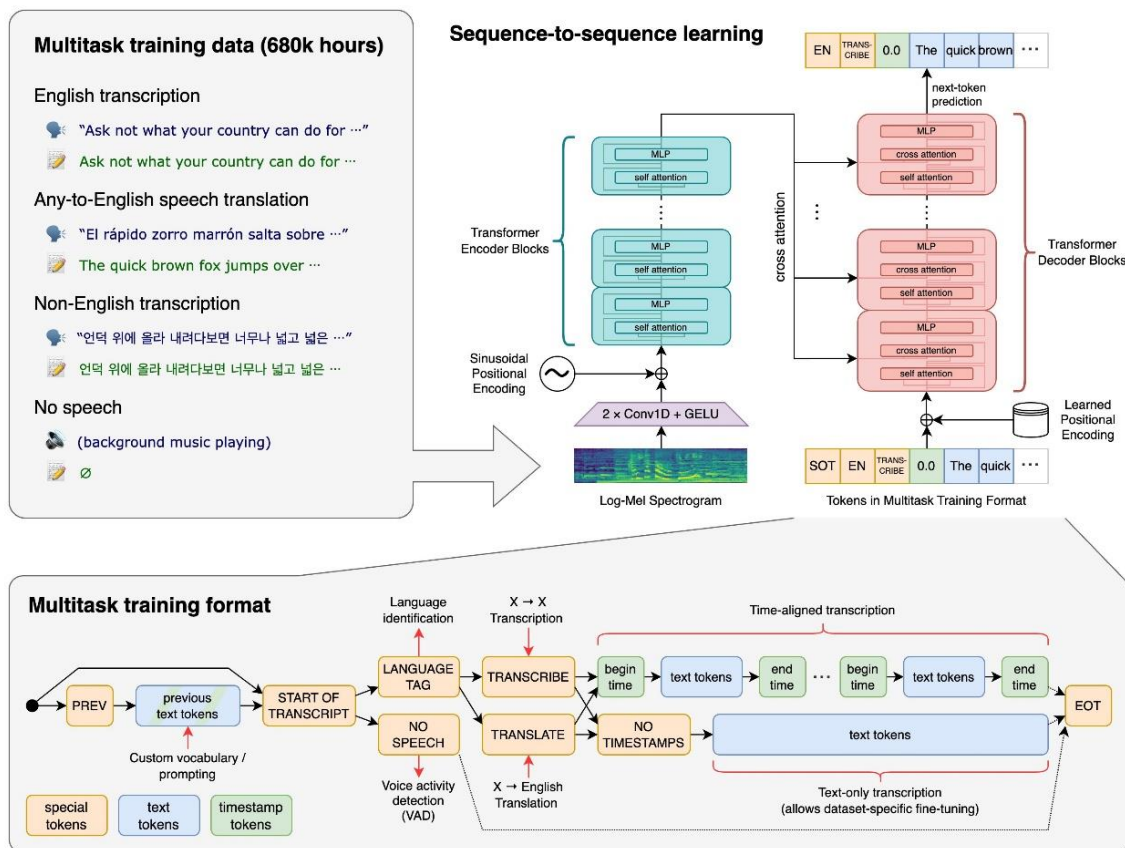 Multitask training data (680k hours)
English transcription
“Ask not what your country can do for ⋯”
Ask not what your country can do for ⋯
Any-to-English speech translation
“El rápido zorro marrón salta sobre ⋯”
The quick brown fox jumps over ⋯
Non-English transcription
“언덕 위에 올라 내려다보면 너무나 넓고 넓은 ⋯”
언덕 위에 올라 내려다보면 너무나 넓고 넓은 ⋯
No speech
(background music playing)
∅
Sequence-to-sequence learning
EN TRANS-CRIBE 0.0 The quick brown ⋯
next-token
prediction
MLP
self attention
MLP
self attention
MLP
self attention
Transformer
Encoder Blocks
cross attention
MLP
cross attention
self attention
MLP
cross attention
self attention
MLP
cross attention
self attention
Transformer
Decoder Blocks
Sinusoidal
Positional
Encoding
2 × Conv1D + GELU
Log-Mel Spectrogram
Learned
Positional
Encoding
SOT EN TRANS-CRIBE 0.0 The quick ⋯
Tokens in Multitask Training Format
Multitask training format
Language
identification
X → X
Transcription
Time-aligned transcription
LANGUAGE
TAG
TRANSCRIBE
begin
time
text tokens
end
time
⋯
begin
time
text tokens
end
time
PREV
previous
text tokens
START OF
TRANSCRIPT
NO
SPEECH
TRANSLATE
NO
TIMESTAMPS
text tokens
EOT
Custom vocabulary /
prompting
Voice activity
detection
(VAD)
X → English
Translation
Text-only transcription
(allows dataset-specific fine-tuning)
special
tokens
text
tokens
timestamp
tokens